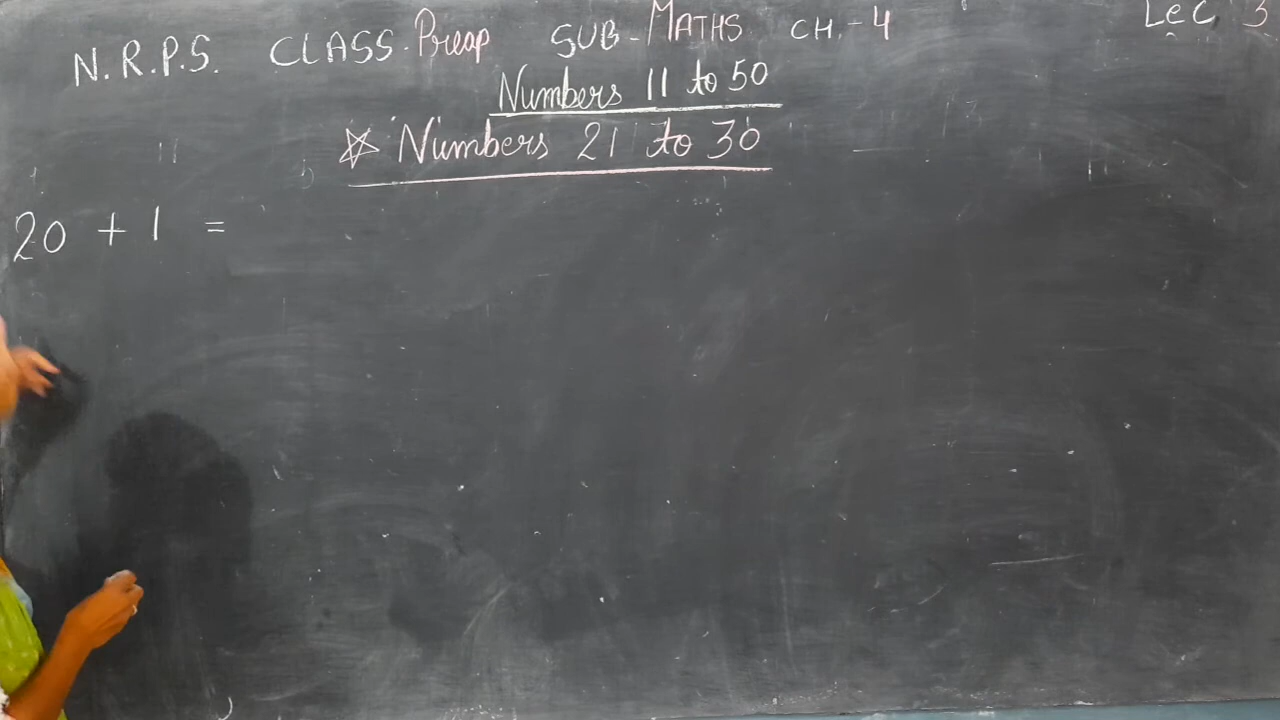 N.R.P.S. CLASS. Preap SUB-MATHS CH.-4 Lec 3
Numbers 11 to 50
☆ Numbers 21 to 30
20 + 1 =